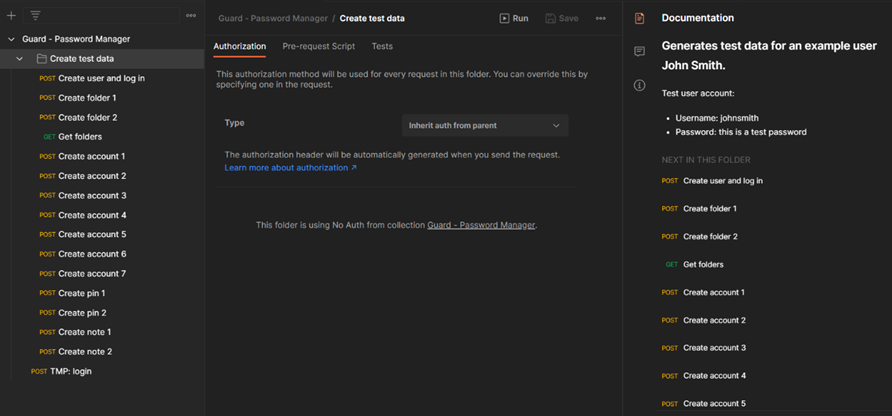 Guard - Password Manager
Create test data
POST Create user and log in
POST Create folder 1
POST Create folder 2
GET Get folders
POST Create account 1
POST Create account 2
POST Create account 3
POST Create account 4
POST Create account 5
POST Create account 6
POST Create account 7
POST Create pin 1
POST Create pin 2
POST Create note 1
POST Create note 2
POST TMP: login
Guard - Password Manager / Create test data
Run
Save
Authorization Pre-request Script Tests
This authorization method will be used for every request in this folder. You can override this by
specifying one in the request.
Type
Inherit auth from parent
The authorization header will be automatically generated when you send the request.
Learn more about authorization ↗
This folder is using No Auth from collection Guard - Password Manager.
Documentation
Generates test data for an example user
John Smith.
Test user account:
• Username: johnsmith
• Password: this is a test password
NEXT IN THIS FOLDER
POST Create user and log in
POST Create folder 1
POST Create folder 2
GET Get folders
POST Create account 1
POST Create account 2
POST Create account 3
POST Create account 4
POST Create account 5